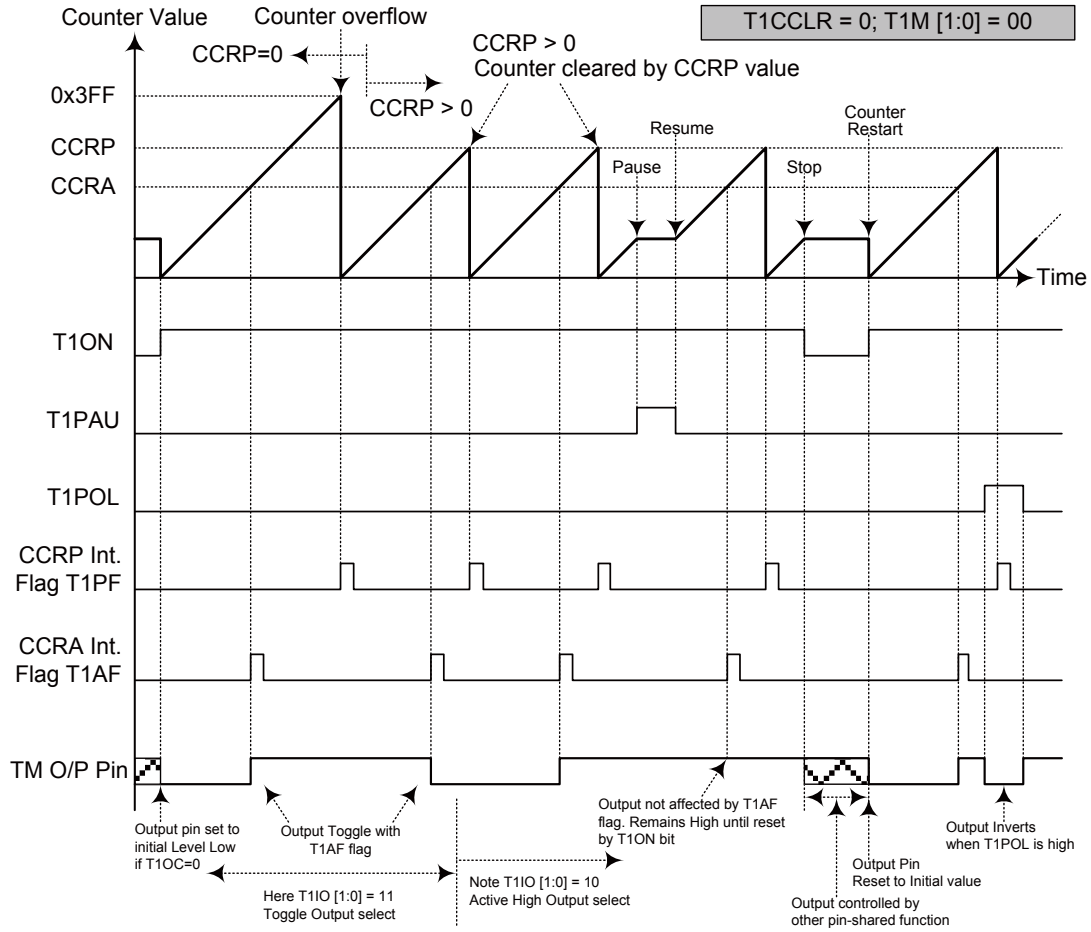 Counter Value
Counter overflow
T1CCLR = 0; T1M [1:0] = 00
CCRP=0
CCRP > 0
CCRP > 0
Counter cleared by CCRP value
0x3FF
CCRP
CCRA
Pause
Resume
Stop
Counter
Restart
Time
T1ON
T1PAU
T1POL
CCRP Int.
Flag T1PF
CCRA Int.
Flag T1AF
TM O/P Pin
Output pin set to
initial Level Low
if T1OC=0
Output Toggle with
T1AF flag
Output not affected by T1AF
flag. Remains High until reset
by T1ON bit
Output Inverts
when T1POL is high
Here T1IO [1:0] = 11
Toggle Output select
Note T1IO [1:0] = 10
Active High Output select
Output Pin
Reset to Initial value
Output controlled by
other pin-shared function